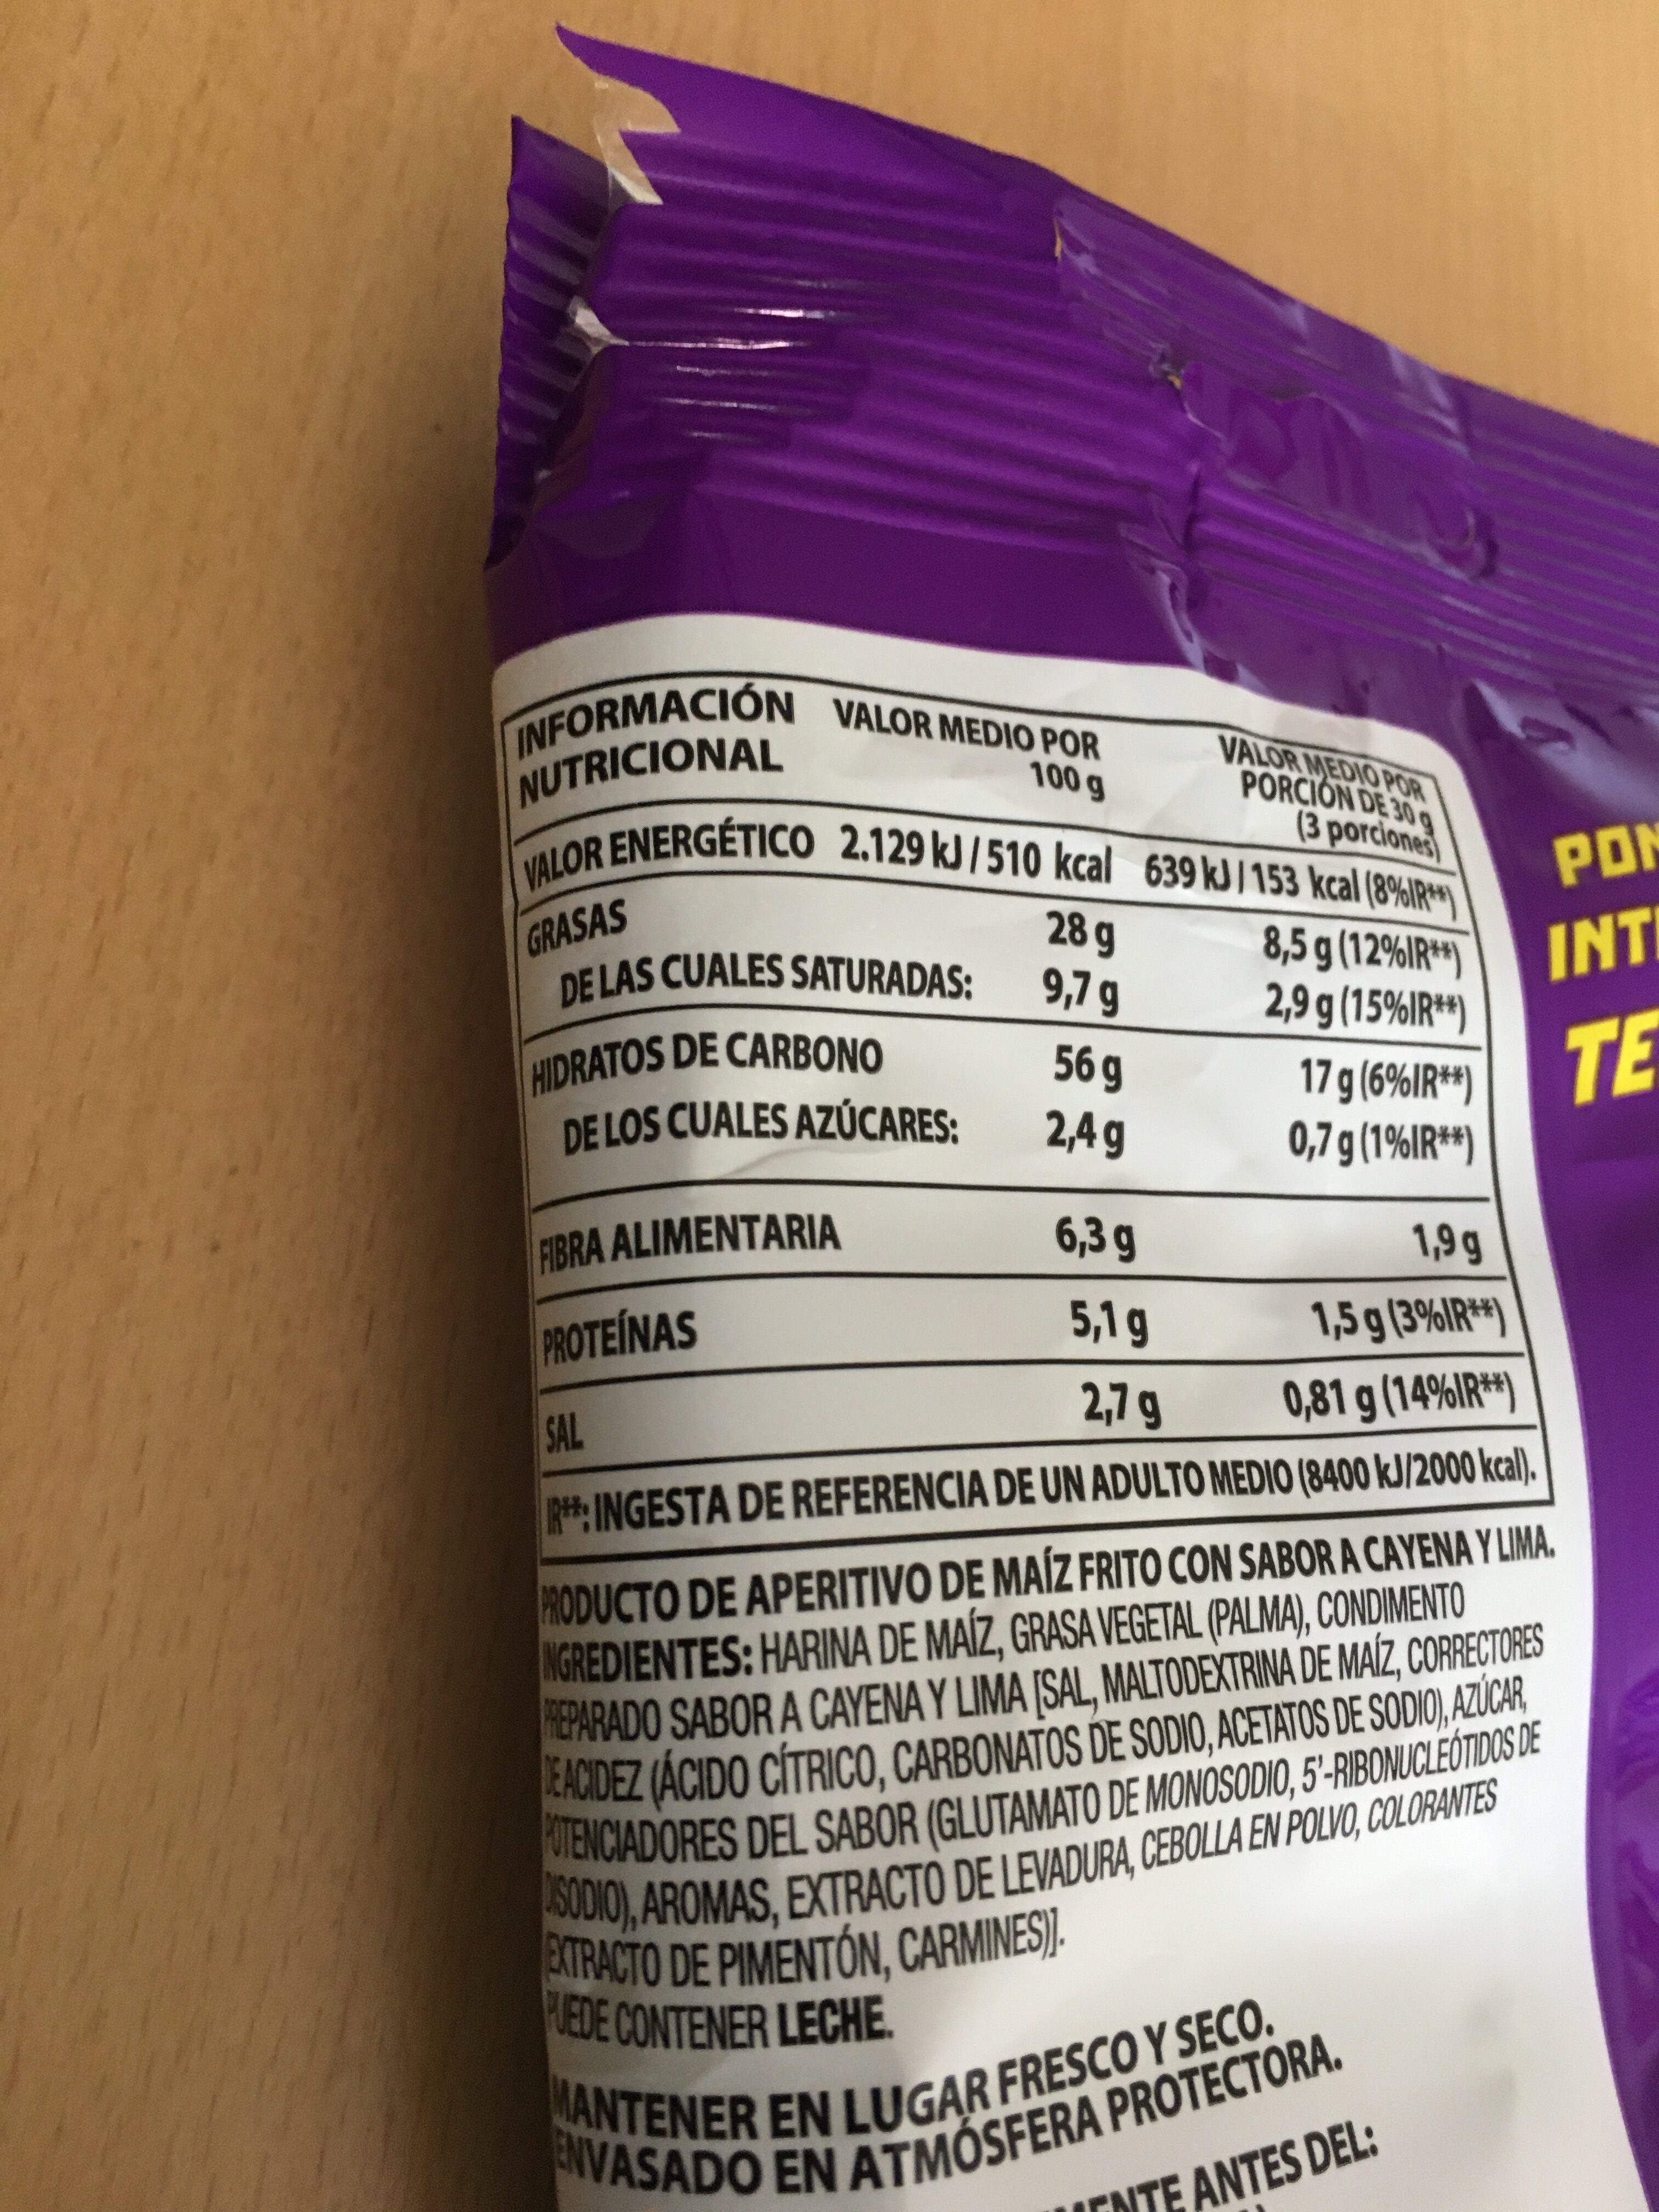 INFORMACIÓN NUTRICIONAL VALOR MEDIO POR 100 g VALOR MEDIO POR PORCIÓN DE 30 g (3 porciones)
VALOR ENERGÉTICO 2.129 kJ / 510 kcal 639 kJ / 153 kcal (8%IR**)
GRASAS 28 g 8,5 g (12%IR**)
DE LAS CUALES SATURADAS: 9,7 g 2,9 g (15%IR**)
HIDRATOS DE CARBONO 56 g 17 g (6%IR**)
DE LOS CUALES AZÚCARES: 2,4 g 0,7 g (1%IR**)
FIBRA ALIMENTARIA 6,3 g 1,9 g
PROTEÍNAS 5,1 g 1,5 g (3%IR**)
SAL 2,7 g 0,81 g (14%IR**)
IR**: INGESTA DE REFERENCIA DE UN ADULTO MEDIO (8400 kJ/2000 kcal).
PRODUCTO DE APERITIVO DE MAÍZ FRITO CON SABOR A CAYENA Y LIMA.
INGREDIENTES: HARINA DE MAÍZ, GRASA VEGETAL (PALMA), CONDIMENTO
PREPARADO SABOR A CAYENA Y LIMA [SAL, MALTODEXTRINA DE MAÍZ, CORRECTORES
DE ACIDEZ (ÁCIDO CÍTRICO, CARBONATOS DE SODIO, ACETATOS DE SODIO), AZÚCAR,
POTENCIADORES DEL SABOR (GLUTAMATO DE MONOSODIO, 5'-RIBONUCLEÓTIDOS DE
DISODIO), AROMAS, EXTRACTO DE LEVADURA, CEBOLLA EN POLVO, COLORANTES
(EXTRACTO DE PIMENTÓN, CARMINES)].
PUEDE CONTENER LECHE.
MANTENER EN LUGAR FRESCO Y SECO.
ENVASADO EN ATMÓSFERA PROTECTORA.
ANTES DEL:
PON
INT
TE